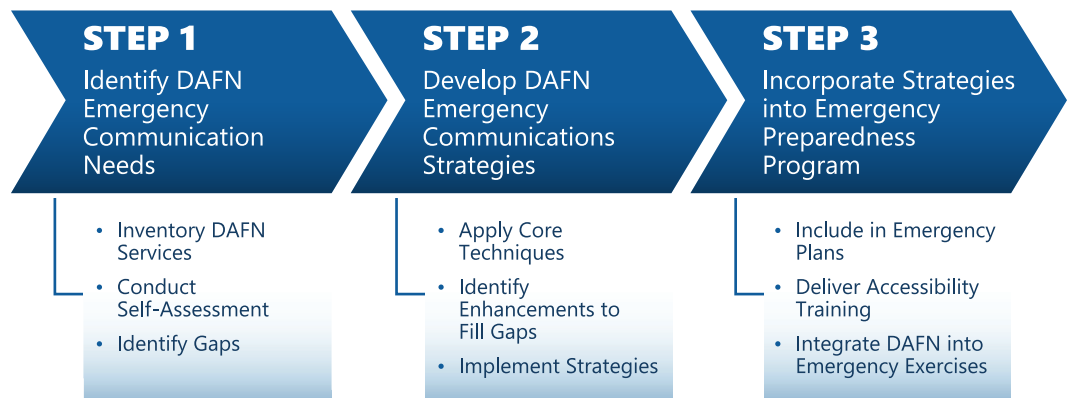 STEP 1
Identify DAFN
Emergency
Communication
Needs
• Inventory DAFN
Services
• Conduct
Self-Assessment
• Identify Gaps
STEP 2
Develop DAFN
Emergency
Communications
Strategies
• Apply Core
Techniques
• Identify
Enhancements to
Fill Gaps
• Implement Strategies
STEP 3
Incorporate Strategies
into Emergency
Preparedness
Program
• Include in Emergency
Plans
• Deliver Accessibility
Training
• Integrate DAFN into
Emergency Exercises